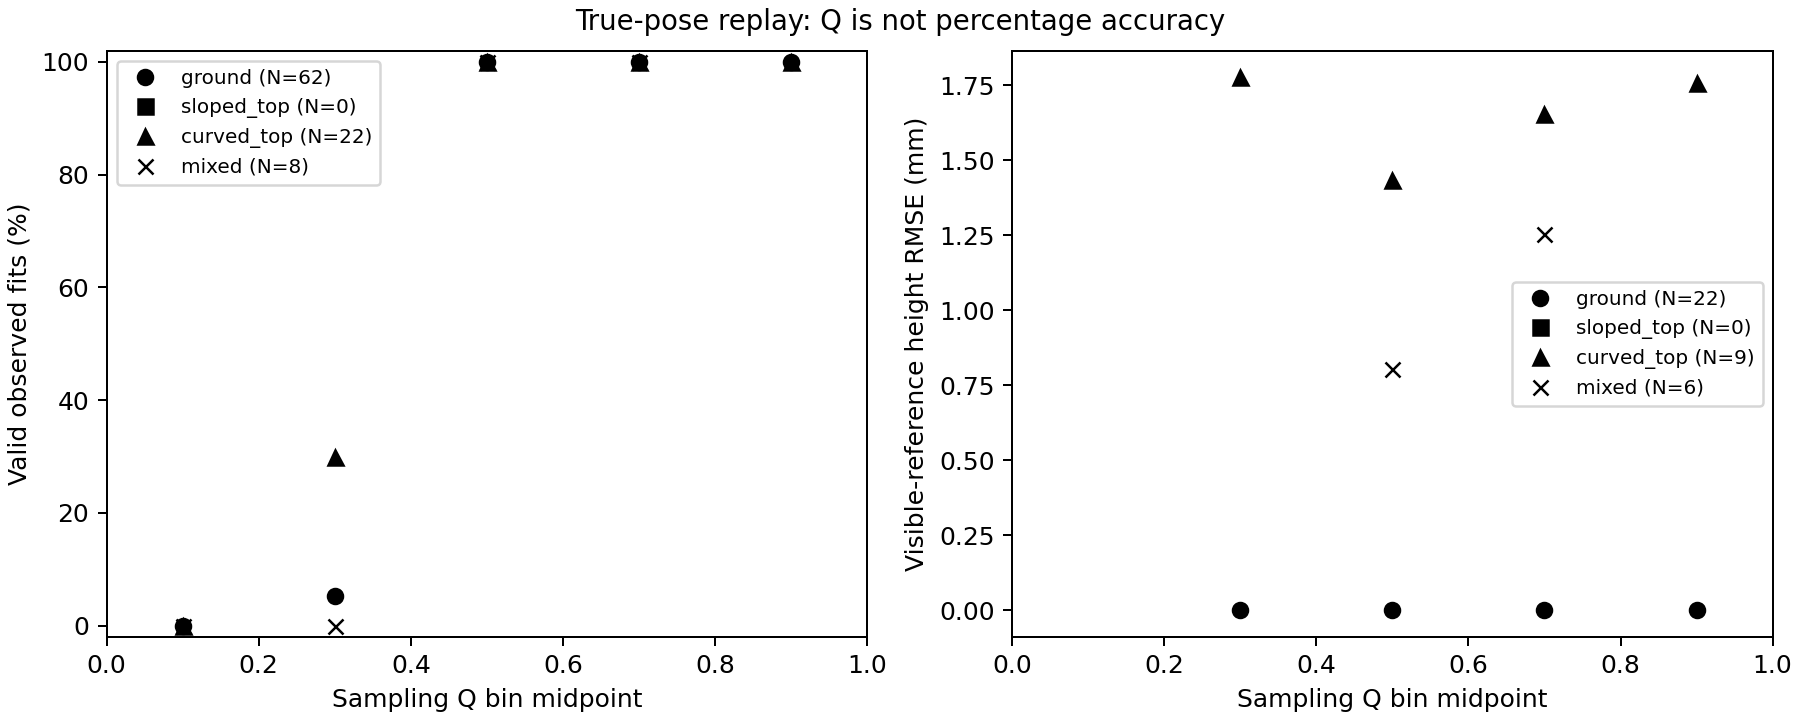 True-pose replay: Q is not percentage accuracy
Valid observed fits (%)
100
80
60
40
20
0
ground (N=62)
sloped_top (N=0)
curved_top (N=22)
mixed (N=8)
0.0 0.2 0.4 0.6 0.8 1.0
Sampling Q bin midpoint
Visible-reference height RMSE (mm)
1.75
1.50
1.25
1.00
0.75
0.50
0.25
0.00
ground (N=22)
sloped_top (N=0)
curved_top (N=9)
mixed (N=6)
0.0 0.2 0.4 0.6 0.8 1.0
Sampling Q bin midpoint